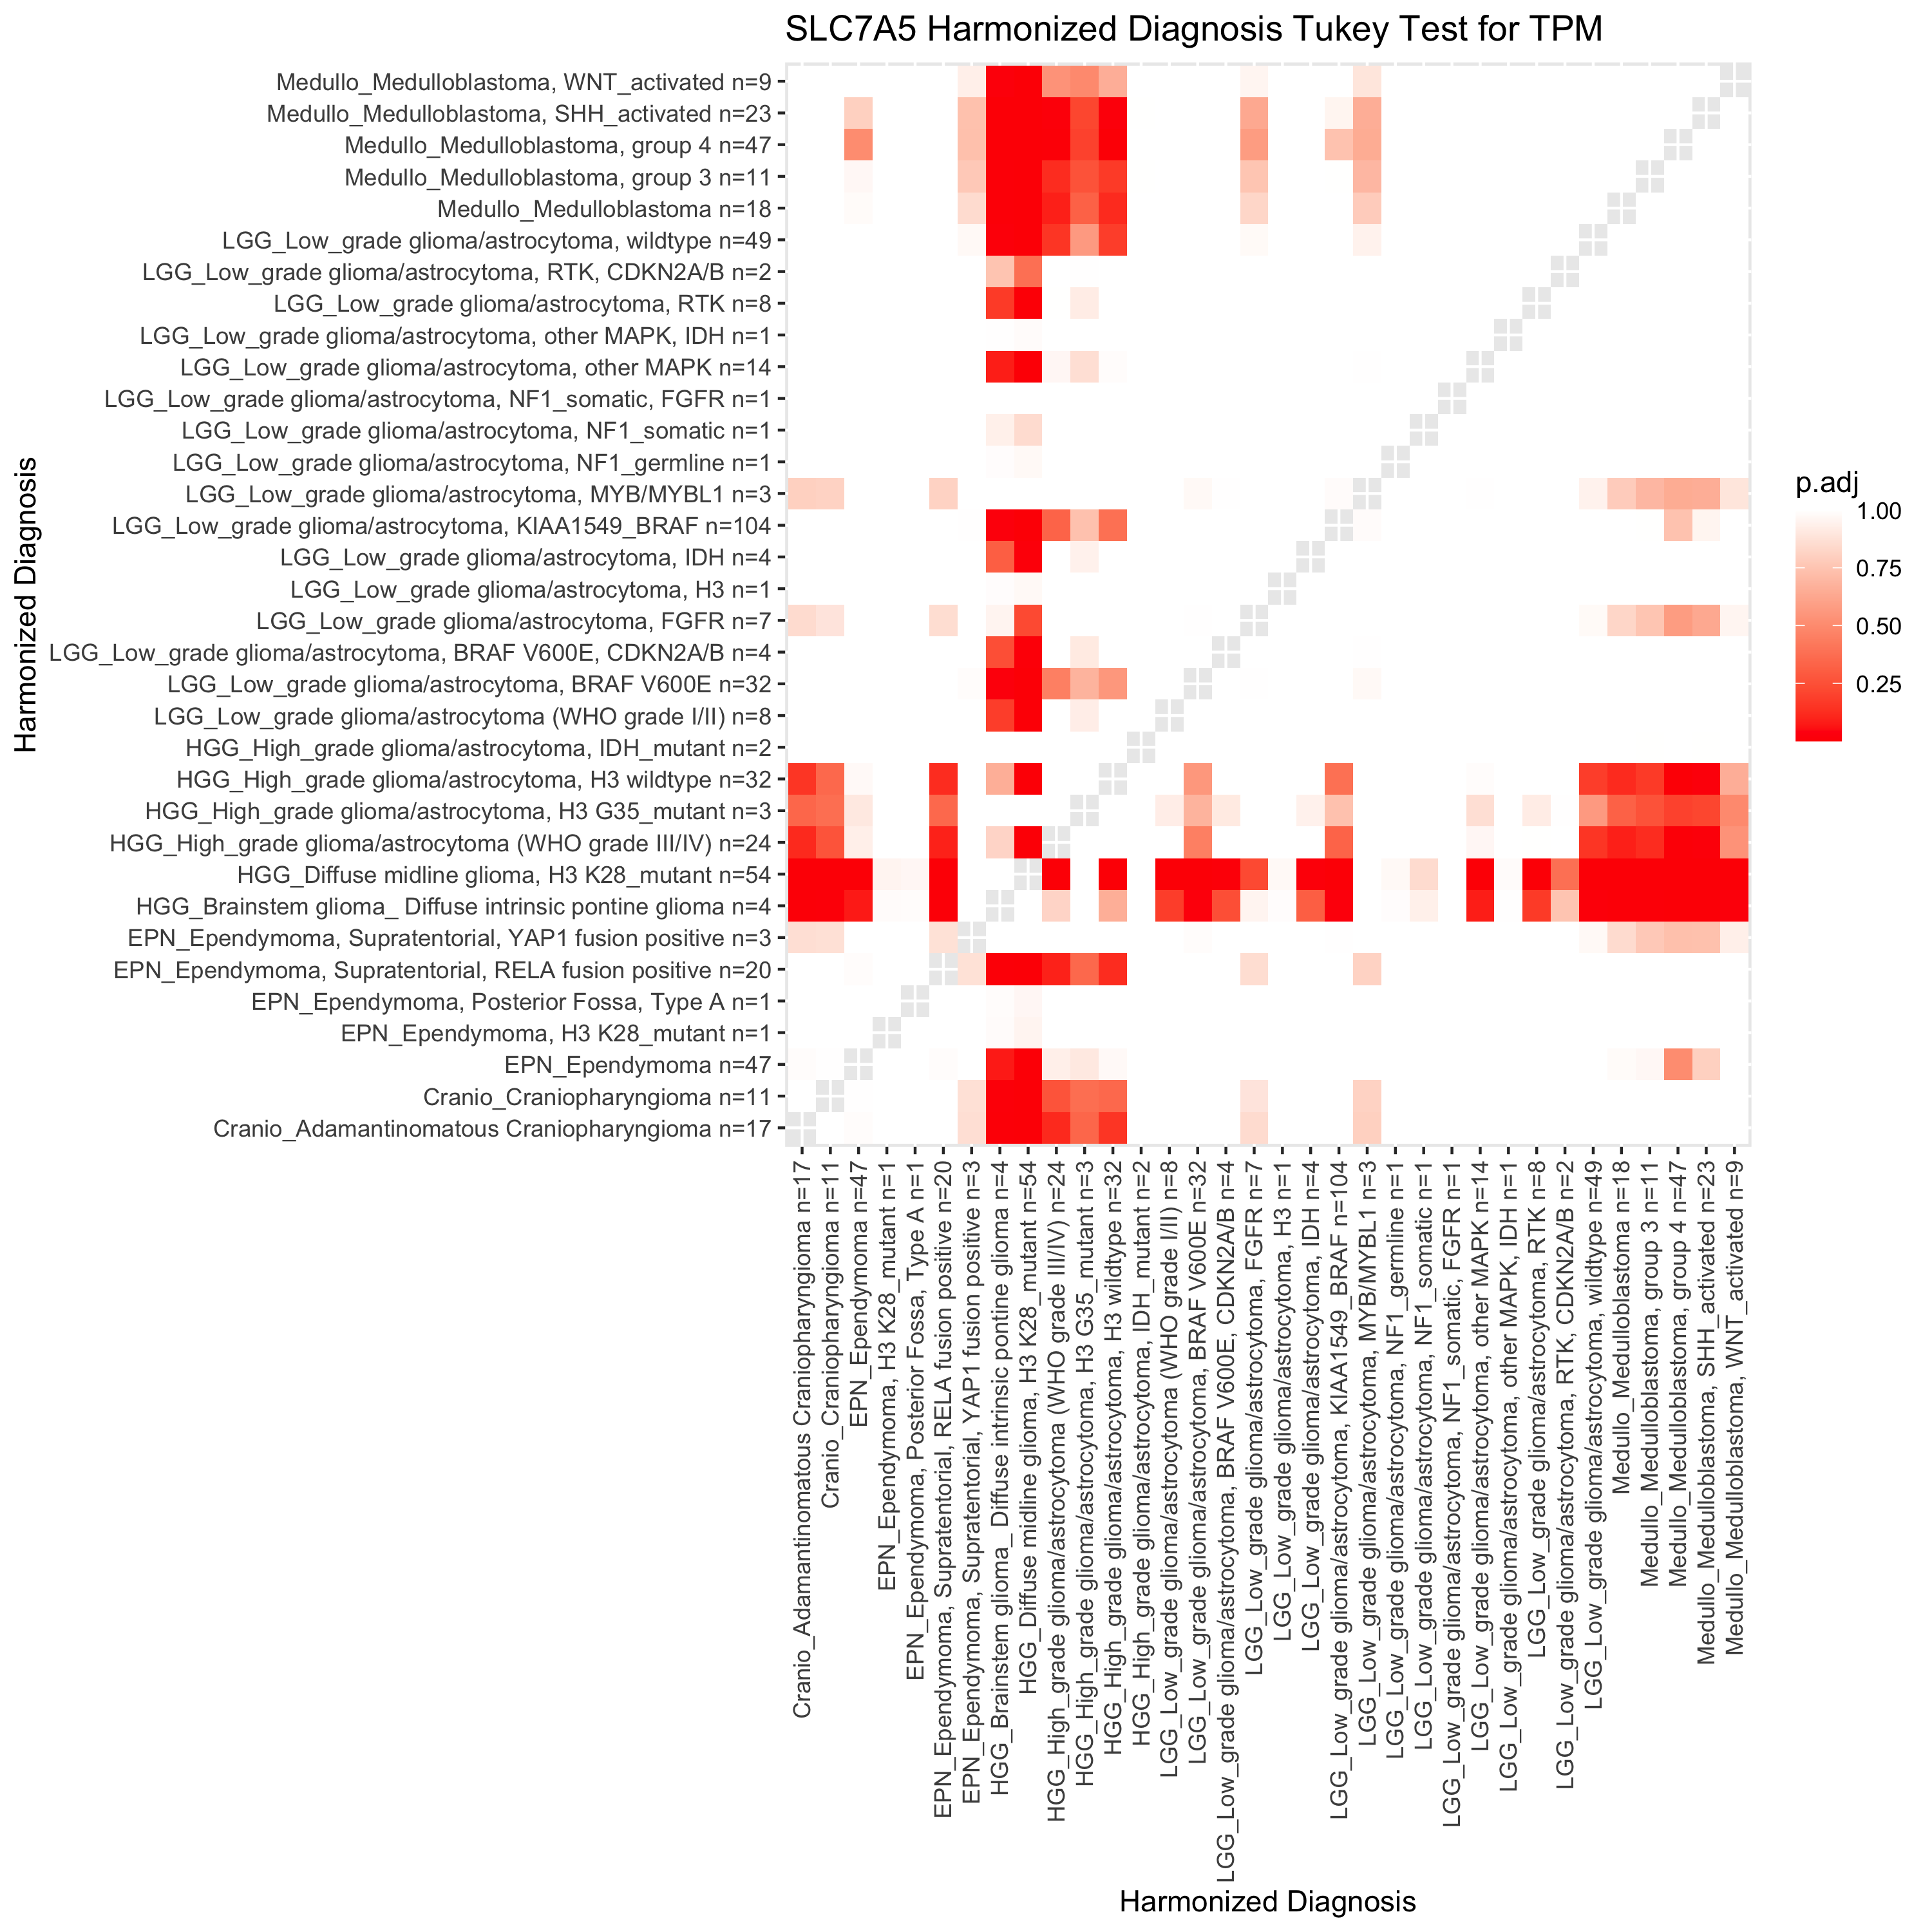 SLC7A5 Harmonized Diagnosis Tukey Test for TPM
Harmonized Diagnosis
Medullo_Medulloblastoma, WNT_activated n=9
Medullo_Medulloblastoma, SHH_activated n=23
Medullo_Medulloblastoma, group 4 n=47
Medullo_Medulloblastoma, group 3 n=11
Medullo_Medulloblastoma n=18
LGG_Low_grade glioma/astrocytoma, wildtype n=49
LGG_Low_grade glioma/astrocytoma, RTK, CDKN2A/B n=2
LGG_Low_grade glioma/astrocytoma, RTK n=8
LGG_Low_grade glioma/astrocytoma, other MAPK, IDH n=1
LGG_Low_grade glioma/astrocytoma, other MAPK n=14
LGG_Low_grade glioma/astrocytoma, NF1_somatic, FGFR n=1
LGG_Low_grade glioma/astrocytoma, NF1_somatic n=1
LGG_Low_grade glioma/astrocytoma, NF1_germline n=1
LGG_Low_grade glioma/astrocytoma, MYB/MYBL1 n=3
LGG_Low_grade glioma/astrocytoma, KIAA1549_BRAF n=104
LGG_Low_grade glioma/astrocytoma, IDH n=4
LGG_Low_grade glioma/astrocytoma, H3 n=1
LGG_Low_grade glioma/astrocytoma, FGFR n=7
LGG_Low_grade glioma/astrocytoma, BRAF V600E, CDKN2A/B n=4
LGG_Low_grade glioma/astrocytoma, BRAF V600E n=32
LGG_Low_grade glioma/astrocytoma (WHO grade I/II) n=8
HGG_High_grade glioma/astrocytoma, IDH_mutant n=2
HGG_High_grade glioma/astrocytoma, H3 wildtype n=32
HGG_High_grade glioma/astrocytoma, H3 G35_mutant n=3
HGG_High_grade glioma/astrocytoma (WHO grade III/IV) n=24
HGG_Diffuse midline glioma, H3 K28_mutant n=54
HGG_Brainstem glioma_ Diffuse intrinsic pontine glioma n=4
EPN_Ependymoma, Supratentorial, YAP1 fusion positive n=3
EPN_Ependymoma, Supratentorial, RELA fusion positive n=20
EPN_Ependymoma, Posterior Fossa, Type A n=1
EPN_Ependymoma, H3 K28_mutant n=1
EPN_Ependymoma n=47
Cranio_Craniopharyngioma n=11
Cranio_Adamantinomatous Craniopharyngioma n=17
Cranio_Adamantinomatous Craniopharyngioma n=17
Cranio_Craniopharyngioma n=11
EPN_Ependymoma n=47
EPN_Ependymoma, H3 K28_mutant n=1
EPN_Ependymoma, Posterior Fossa, Type A n=1
EPN_Ependymoma, Supratentorial, RELA fusion positive n=20
EPN_Ependymoma, Supratentorial, YAP1 fusion positive n=3
HGG_Brainstem glioma_ Diffuse intrinsic pontine glioma n=4
HGG_Diffuse midline glioma, H3 K28_mutant n=54
HGG_High_grade glioma/astrocytoma (WHO grade III/IV) n=24
HGG_High_grade glioma/astrocytoma, H3 G35_mutant n=3
HGG_High_grade glioma/astrocytoma, H3 wildtype n=32
HGG_High_grade glioma/astrocytoma, IDH_mutant n=2
LGG_Low_grade glioma/astrocytoma (WHO grade I/II) n=8
LGG_Low_grade glioma/astrocytoma, BRAF V600E n=32
LGG_Low_grade glioma/astrocytoma, BRAF V600E, CDKN2A/B n=4
LGG_Low_grade glioma/astrocytoma, FGFR n=7
LGG_Low_grade glioma/astrocytoma, H3 n=1
LGG_Low_grade glioma/astrocytoma, IDH n=4
LGG_Low_grade glioma/astrocytoma, KIAA1549_BRAF n=104
LGG_Low_grade glioma/astrocytoma, MYB/MYBL1 n=3
LGG_Low_grade glioma/astrocytoma, NF1_germline n=1
LGG_Low_grade glioma/astrocytoma, NF1_somatic n=1
LGG_Low_grade glioma/astrocytoma, NF1_somatic, FGFR n=1
LGG_Low_grade glioma/astrocytoma, other MAPK n=14
LGG_Low_grade glioma/astrocytoma, other MAPK, IDH n=1
LGG_Low_grade glioma/astrocytoma, RTK n=8
LGG_Low_grade glioma/astrocytoma, RTK, CDKN2A/B n=2
LGG_Low_grade glioma/astrocytoma, wildtype n=49
Medullo_Medulloblastoma n=18
Medullo_Medulloblastoma, group 3 n=11
Medullo_Medulloblastoma, group 4 n=47
Medullo_Medulloblastoma, SHH_activated n=23
Medullo_Medulloblastoma, WNT_activated n=9
Harmonized Diagnosis
p.adj
1.00
0.75
0.50
0.25